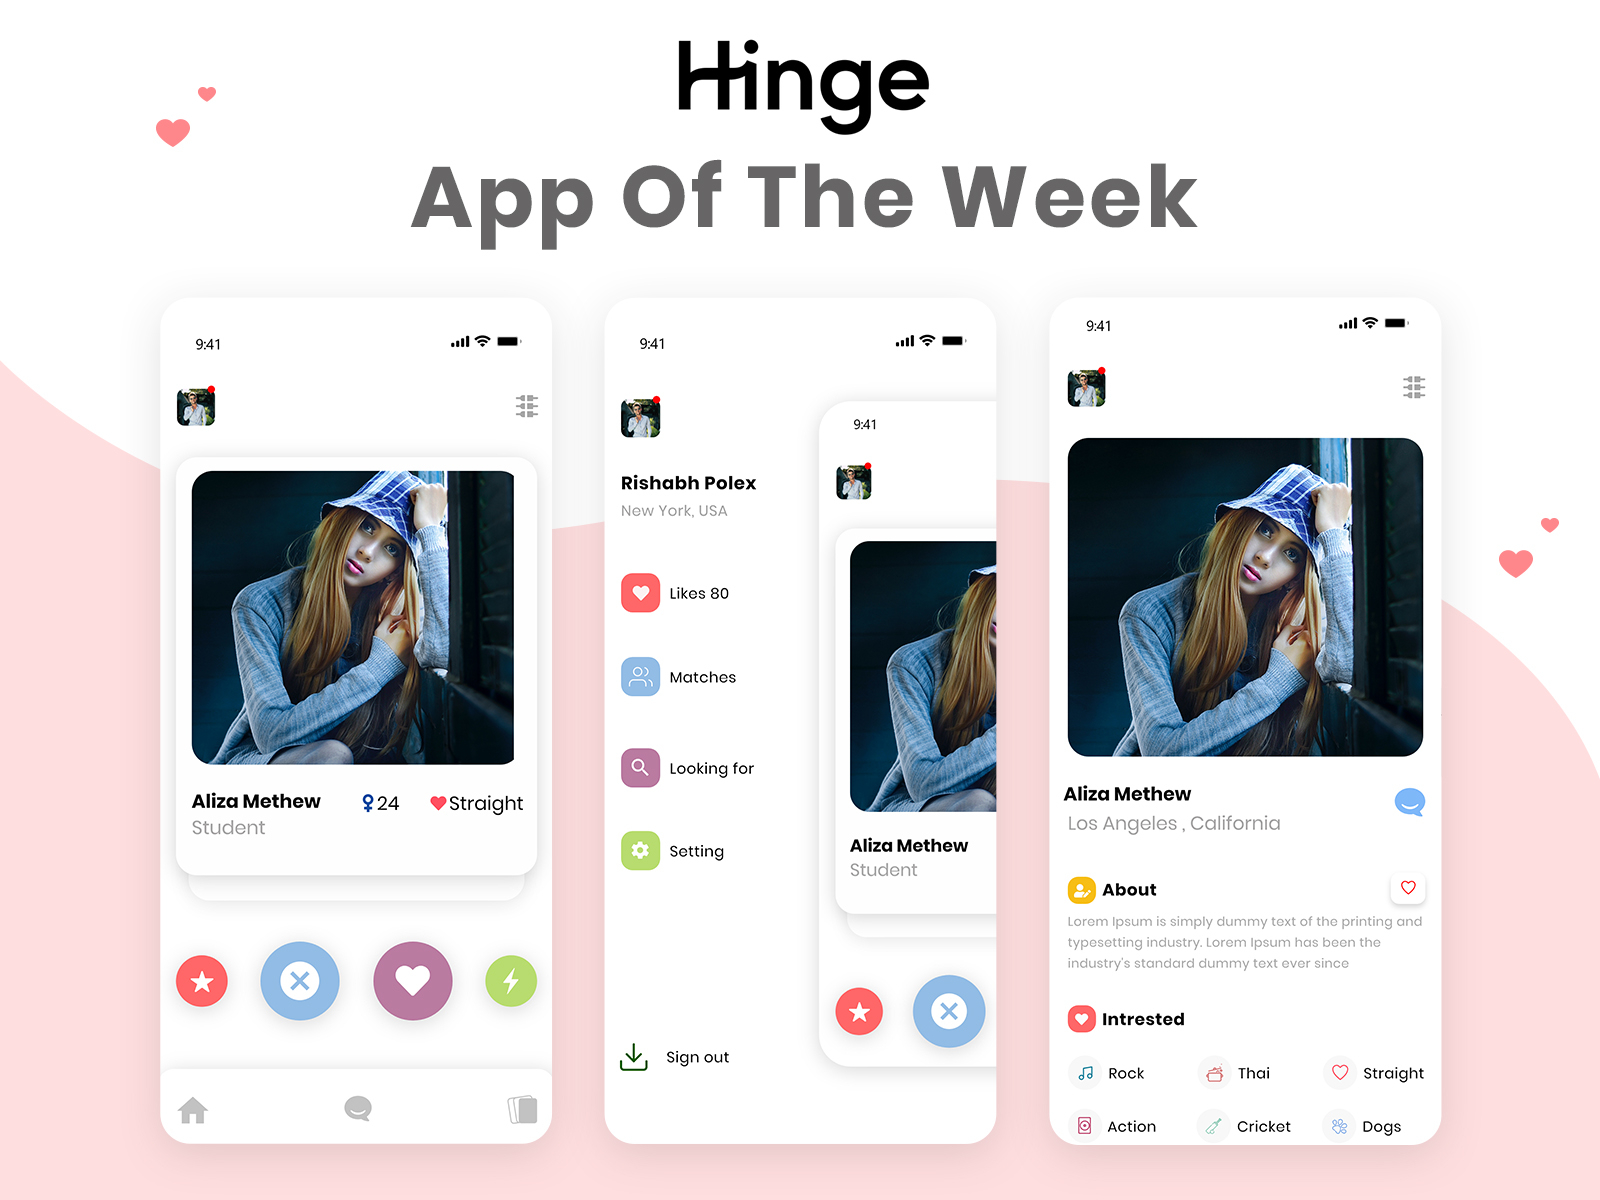 Hinge
App Of The Week
9:41
Aliza Methew
♀24
Straight
Student
9:41
Rishabh Polex
New York, USA
Likes 80
Matches
Looking for
Setting
Sign out
9:41
Aliza Methew
Student
9:41
Aliza Methew
Los Angeles , California
About
Lorem Ipsum is simply dummy text of the printing and
typesetting industry. Lorem Ipsum has been the
industry's standard dummy text ever since
Intrested
Rock Thai Straight
Action Cricket Dogs